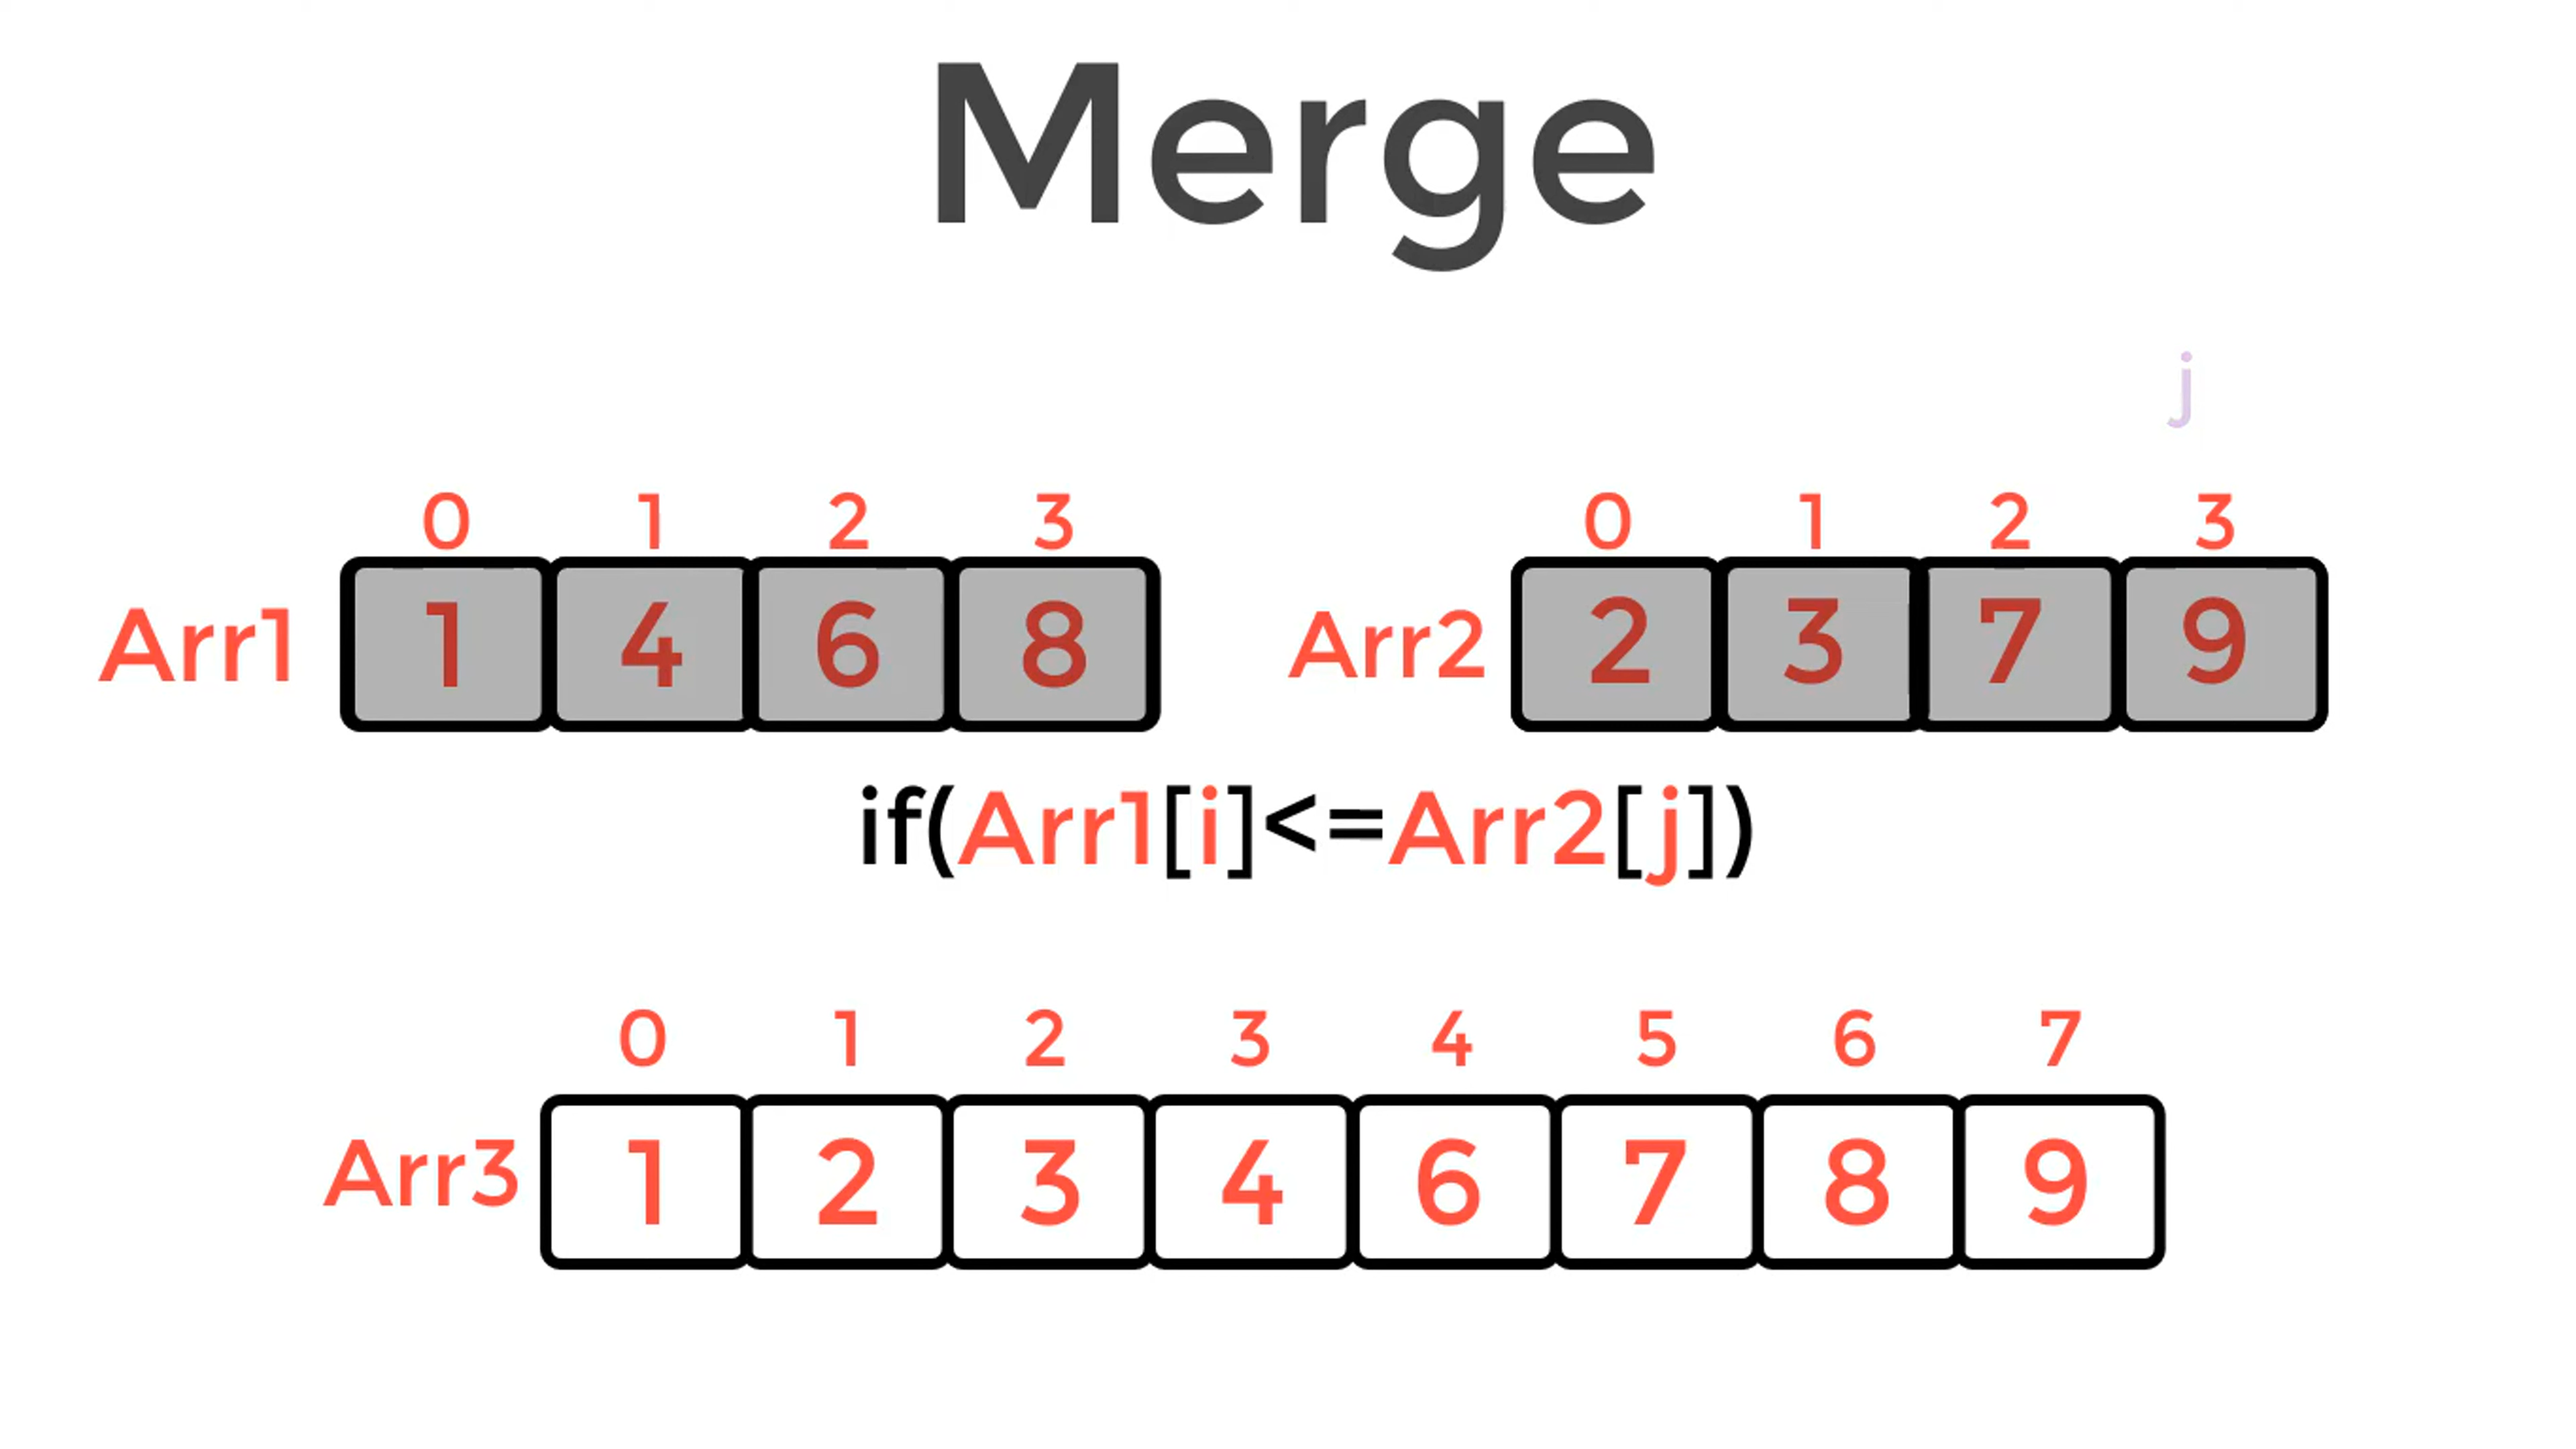 Merge
j
0 1 2 3 0 1 2 3
Arr1 1 4 6 8 Arr2 2 3 7 9
if(Arr1[i]<=Arr2[j])
0 1 2 3 4 5 6 7
Arr3 1 2 3 4 6 7 8 9